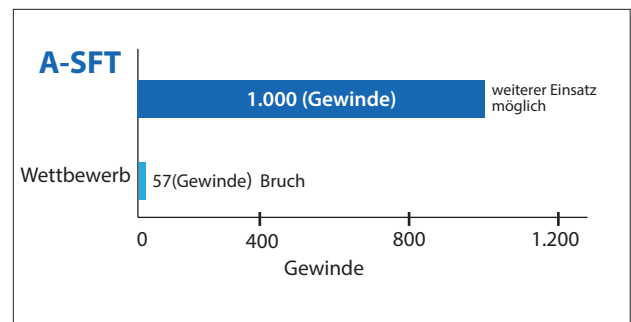 A-SFT
1.000 (Gewinde)
weiterer Einsatz
möglich
Wettbewerb
57(Gewinde) Bruch
0
400
800
1.200
Gewinde